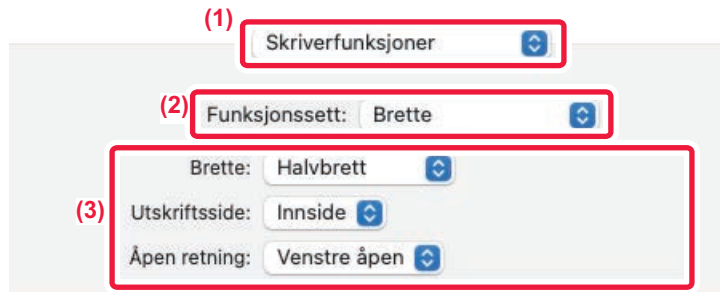 (1)
Skriverfunksjoner
(2) Funksjonssett: Brette
Brette: Halvbrett
(3) Utskriftsside: Innside
Åpen retning: Venstre åpen